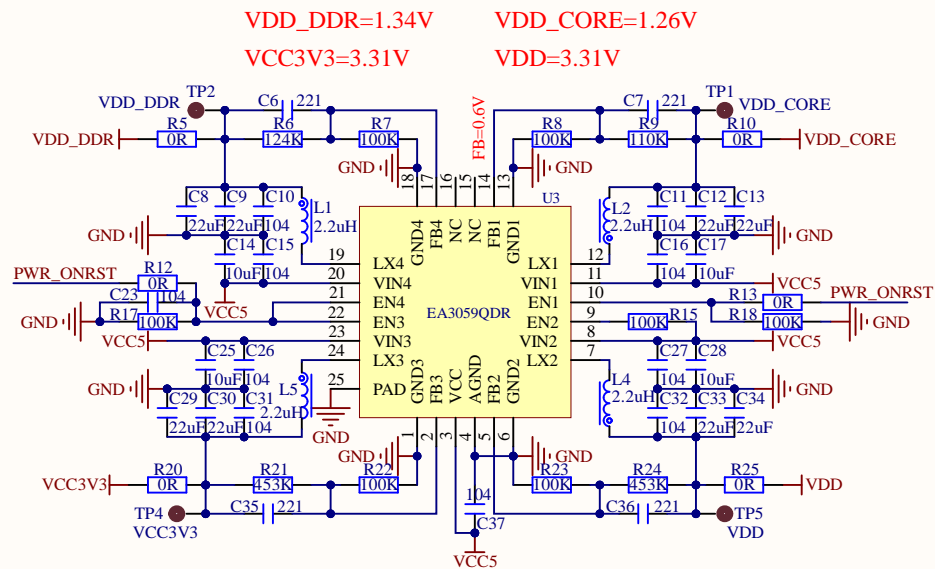 VDD_DDR=1.34V VDD_CORE=1.26V
VCC3V3=3.31V VDD=3.31V
TP2 TP1
VDD_DDR C6 221 C7 221 VDD_CORE
VDD_DDR R5 0R R6 124K R7 100K FB=0.6V R8 100K R9 110K R10 0R VDD_CORE
GND GND
18 17 16 15 14 13
U3
C8 C9 C10 L1 L2 C11 C12 C13
22uF 22uF 104 2.2uH 2.2uH 104 22uF 22uF
GND GND
GND4 FB4 NC NC FB1 GND1
C14 C15 C16 C17
10uF 104 104 10uF
19 LX4 LX1 12
20 VIN4 VIN1 11 VCC5
PWR_ONRST R12 0R VCC5
21 EN4 EN1 10 R13 0R PWR_ONRST
C23 104
GND R17 100K 22 EN3 EA3059QDR EN2 9 100K R15 R18 100K GND
VCC5 23 VIN3 VIN2 8 VCC5
C25 C26 24 LX3 LX2 7 C27 C28
10uF 104 104 10uF
GND 25 PAD GND
C29 C30 C31 L5 L4 C32 C33 C34
22uF 22uF 104 2.2uH 2.2uH 104 22uF 22uF
GND
GND3 FB3 VCC AGND FB2 GND2
1 2 3 4 5 6
GND GND
VCC3V3 R20 0R R21 453K R22 100K 104 R23 100K R24 453K R25 0R VDD
TP4 C35 221 C37 C36 221 TP5
VCC3V3 VDD
VCC5